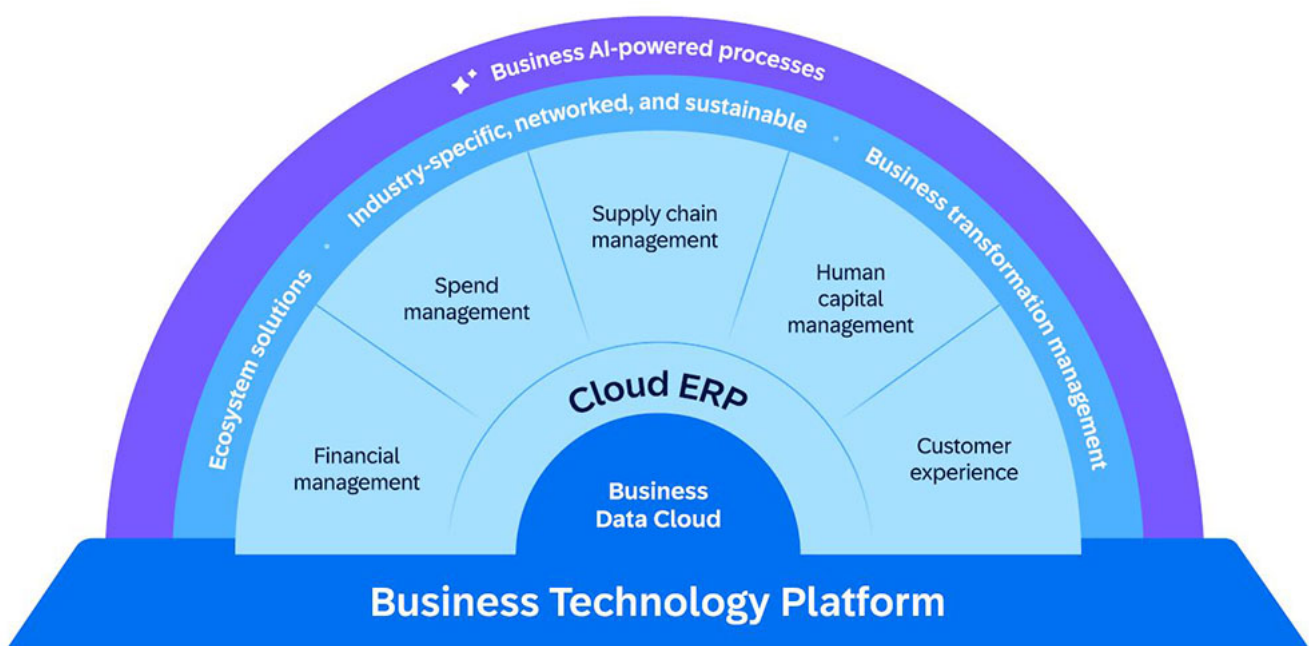 Business AI-powered processes
Ecosystem solutions · Industry-specific, networked, and sustainable · Business transformation management
Financial
management
Spend
management
Supply chain
management
Human
capital
management
Customer
experience
Cloud ERP
Business
Data Cloud
Business Technology Platform